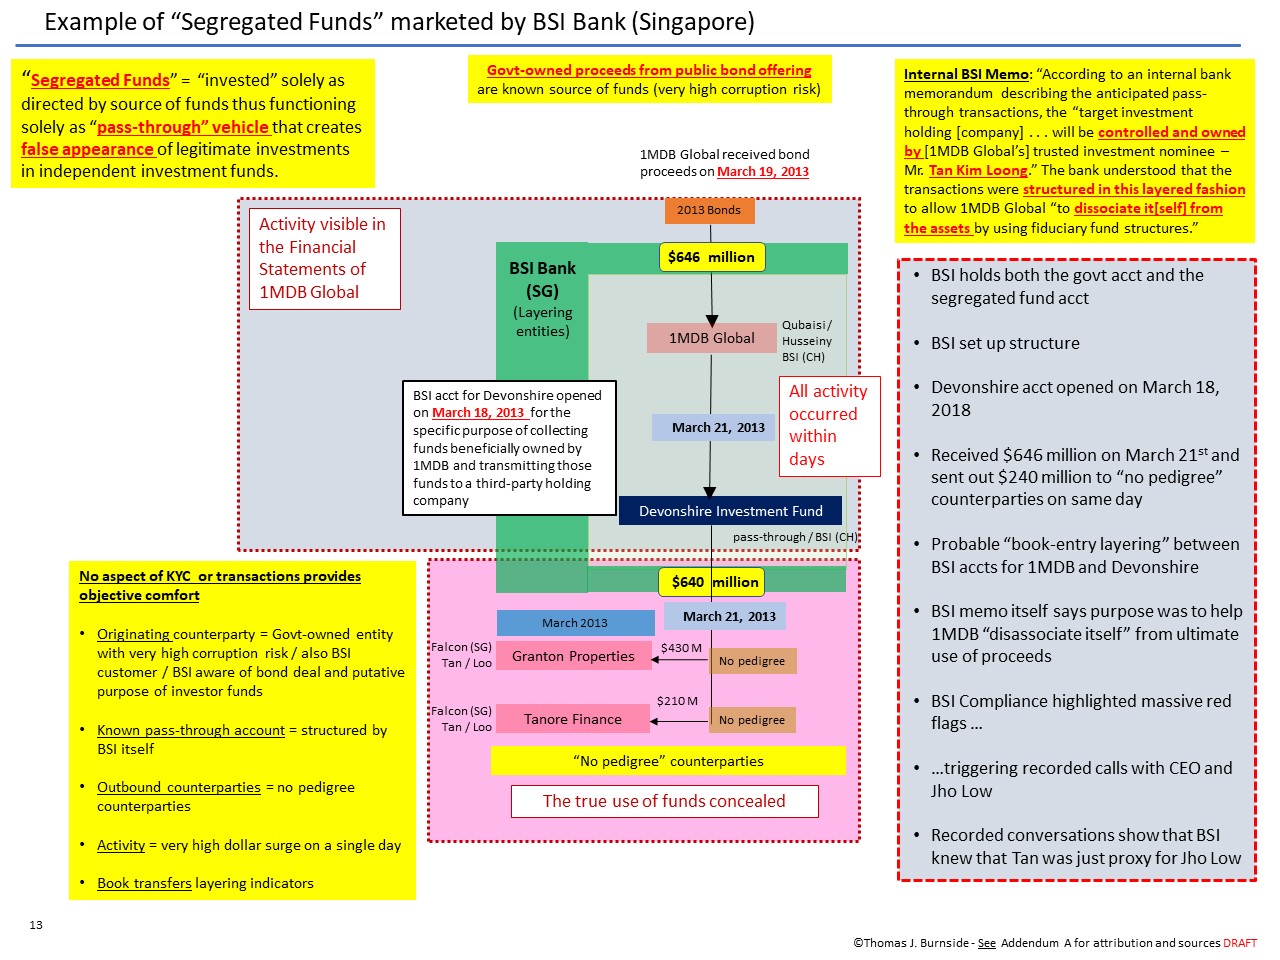 Example of “Segregated Funds” marketed by BSI Bank (Singapore)
“Segregated Funds” = “invested” solely as
directed by source of funds thus functioning
solely as “pass-through” vehicle that creates
false appearance of legitimate investments
in independent investment funds.
Govt-owned proceeds from public bond offering
are known source of funds (very high corruption risk)
Internal BSI Memo: “According to an internal bank
memorandum describing the anticipated pass-
through transactions, the “target investment
holding [company] . . . will be controlled and owned
by [1MDB Global’s] trusted investment nominee –
Mr. Tan Kim Loong.” The bank understood that the
transactions were structured in this layered fashion
to allow 1MDB Global “to dissociate it[self] from
the assets by using fiduciary fund structures.”
1MDB Global received bond
proceeds on March 19, 2013
Activity visible in
the Financial
Statements of
1MDB Global
2013 Bonds
$646 million
BSI Bank
(SG)
(Layering
entities)
1MDB Global
Qubaisi /
Husseiny
BSI (CH)
BSI acct for Devonshire opened
on March 18, 2013 for the
specific purpose of collecting
funds beneficially owned by
1MDB and transmitting those
funds to a third-party holding
company
March 21, 2013
All activity
occurred
within
days
Devonshire Investment Fund
pass-through / BSI (CH)
$640 million
March 2013
March 21, 2013
Falcon (SG)
Tan / Loo
Granton Properties
$430 M
No pedigree
Falcon (SG)
Tan / Loo
Tanore Finance
$210 M
No pedigree
“No pedigree” counterparties
The true use of funds concealed
No aspect of KYC or transactions provides
objective comfort
• Originating counterparty = Govt-owned entity
with very high corruption risk / also BSI
customer / BSI aware of bond deal and putative
purpose of investor funds
• Known pass-through account = structured by
BSI itself
• Outbound counterparties = no pedigree
counterparties
• Activity = very high dollar surge on a single day
• Book transfers layering indicators
• BSI holds both the govt acct and the
segregated fund acct
• BSI set up structure
• Devonshire acct opened on March 18,
2018
• Received $646 million on March 21st and
sent out $240 million to “no pedigree”
counterparties on same day
• Probable “book-entry layering” between
BSI accts for 1MDB and Devonshire
• BSI memo itself says purpose was to help
1MDB “disassociate itself” from ultimate
use of proceeds
• BSI Compliance highlighted massive red
flags …
• …triggering recorded calls with CEO and
Jho Low
• Recorded conversations show that BSI
knew that Tan was just proxy for Jho Low
13
©Thomas J. Burnside - See Addendum A for attribution and sources DRAFT